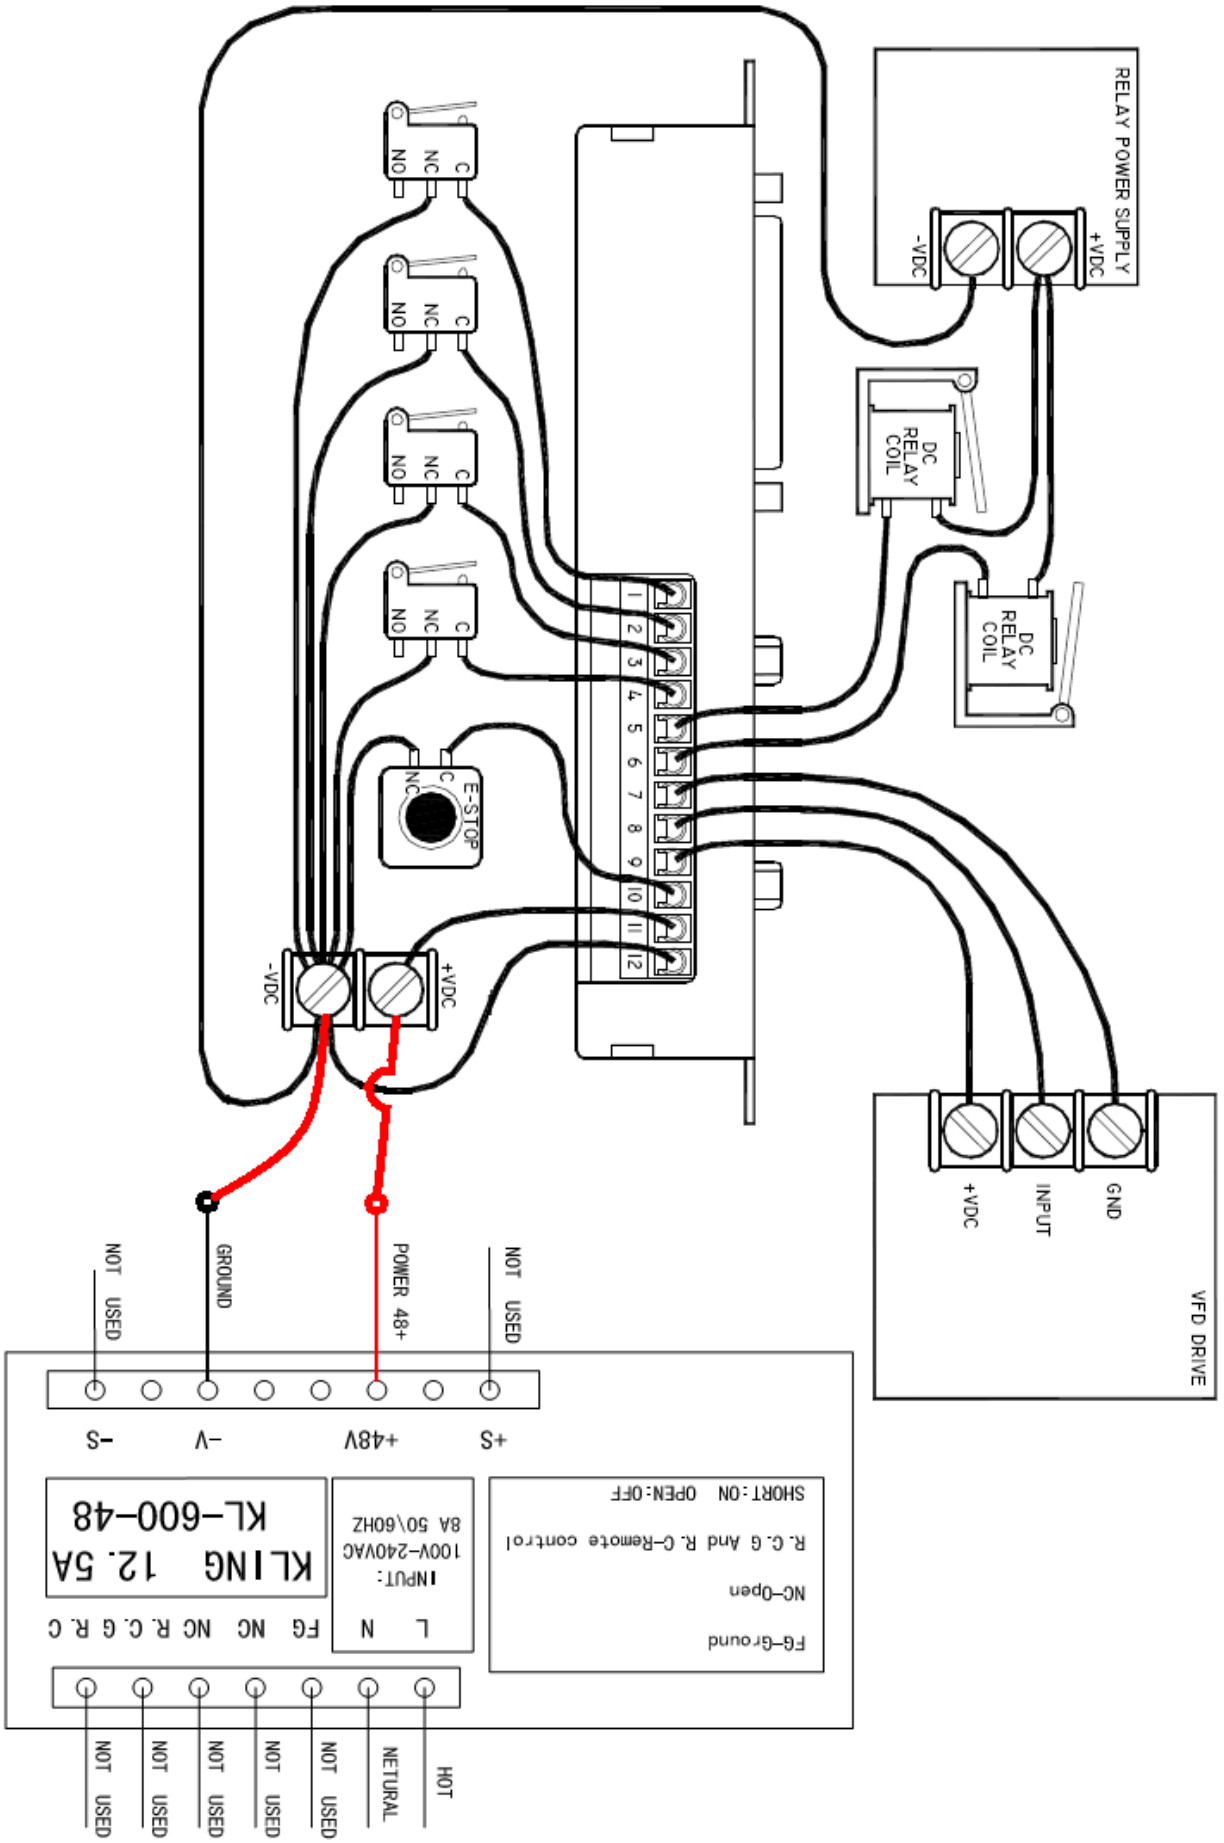 RELAY POWER SUPPLY
-VDC
+VDC
NO NC C
NO NC C
NO NC C
NO NC C
DC
RELAY
COIL
DC
RELAY
COIL
1
2
3
4
5
6
7
8
9
10
11
12
NC C
E-STOP
-VDC
+VDC
+VDC
INPUT
GND
VFD DRIVE
NOT USED
GROUND
POWER 48+
NOT USED
-S
-V
+48V
+S
KL-600-48
KLING 12.5A
INPUT:
100V-240VAC
8A 50\60HZ
L N FG NC NC R.C.G R.C
FG-Ground
NC-Open
R.C.G And R.C-Remote control
SHORT:ON OPEN:OFF
NOT USED
NOT USED
NOT USED
NOT USED
NOT USED
NETURAL
HOT